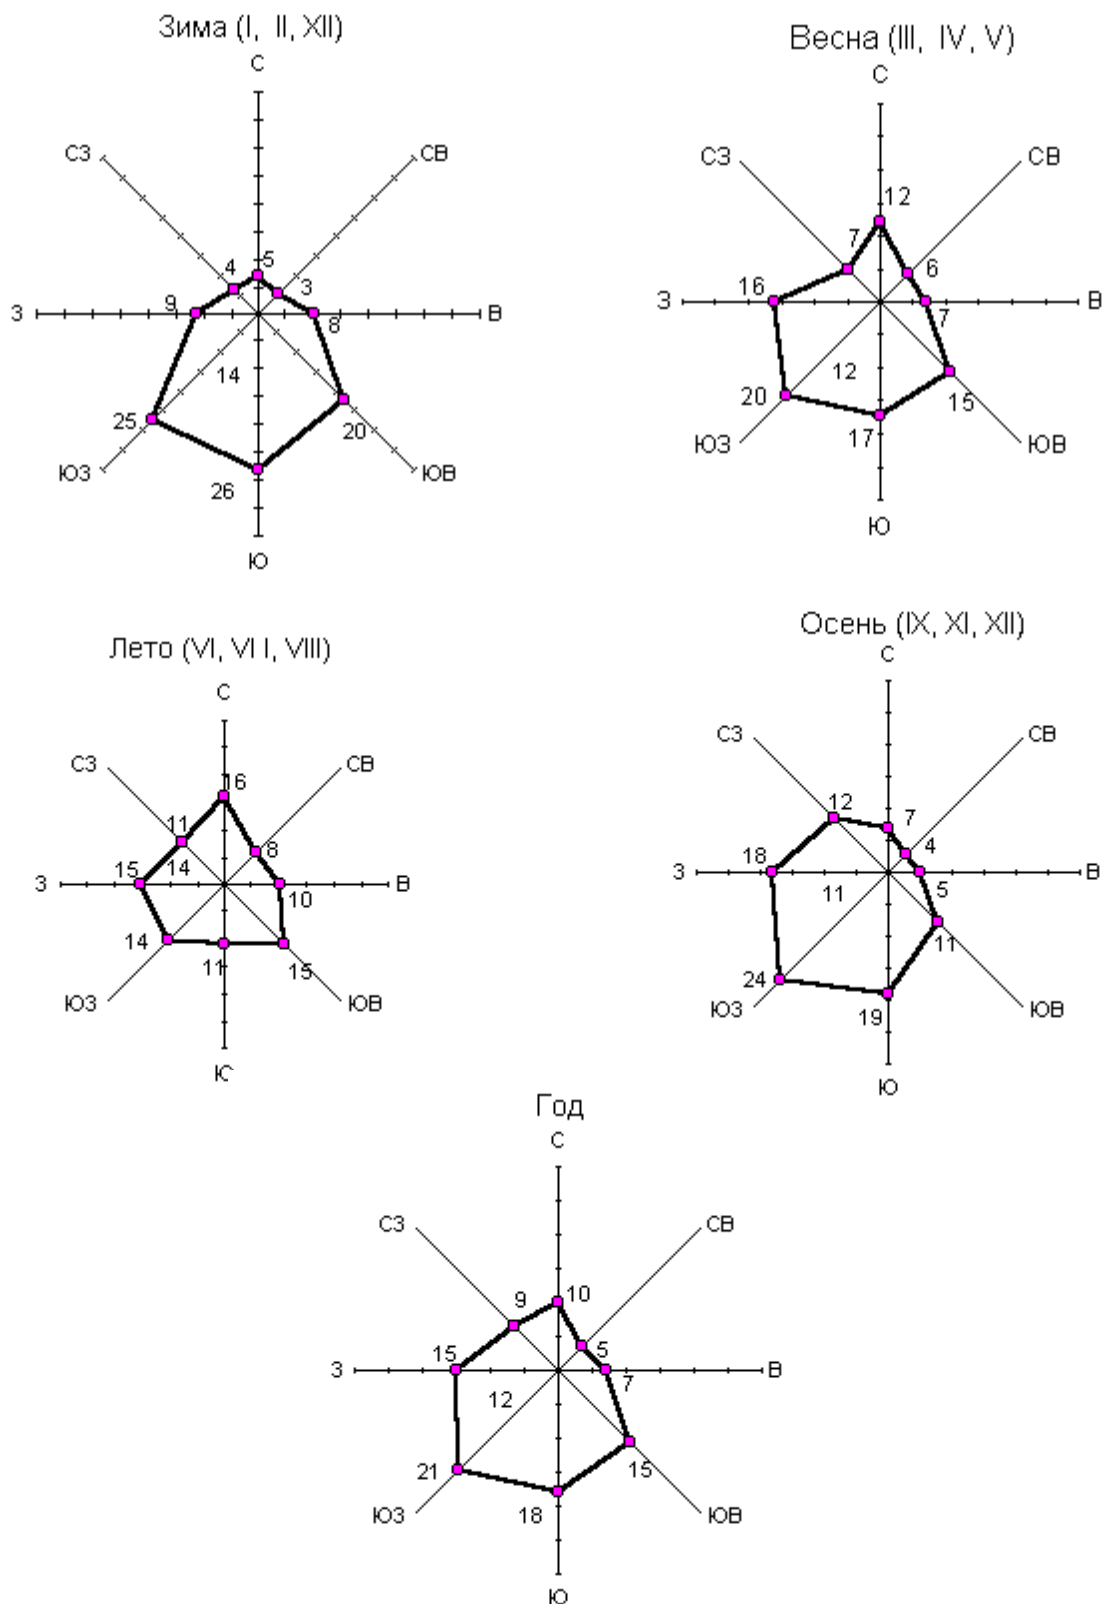 Зима (I, II, XII)
С
СЗ
СВ
4
5
3
З
9
8
В
14
25
20
ЮЗ
26
ЮВ
Ю
Весна (III, IV, V)
С
СЗ
СВ
12
7
6
З
16
7
В
12
20
15
17
ЮЗ
ЮВ
Ю
Лето (VI, VI I, VIII)
С
СЗ
СВ
16
11
8
З
15
14
10
В
14
11
15
ЮЗ
ЮВ
Ю
Осень (IX, XI, XII)
С
СЗ
СВ
12
7
4
18
З
5
В
11
11
24
ЮЗ
19
ЮВ
Ю
Год
С
СЗ
СВ
9
10
5
15
З
7
В
12
21
15
ЮЗ
18
ЮВ
Ю